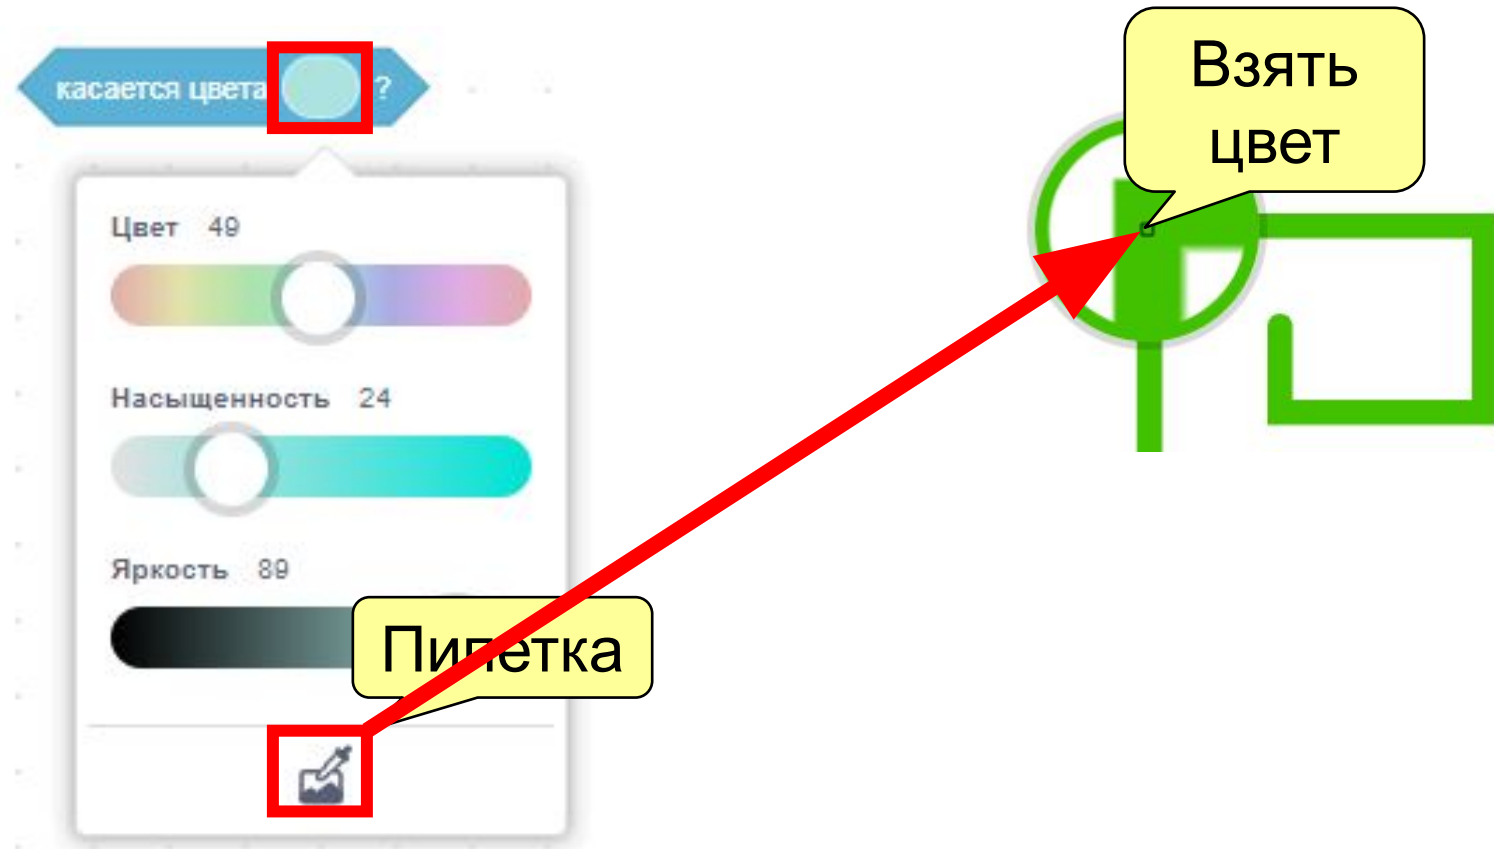 касается цвета ?
Взять
цвет
Цвет 49
Насыщенность 24
Яркость 89
Пипетка